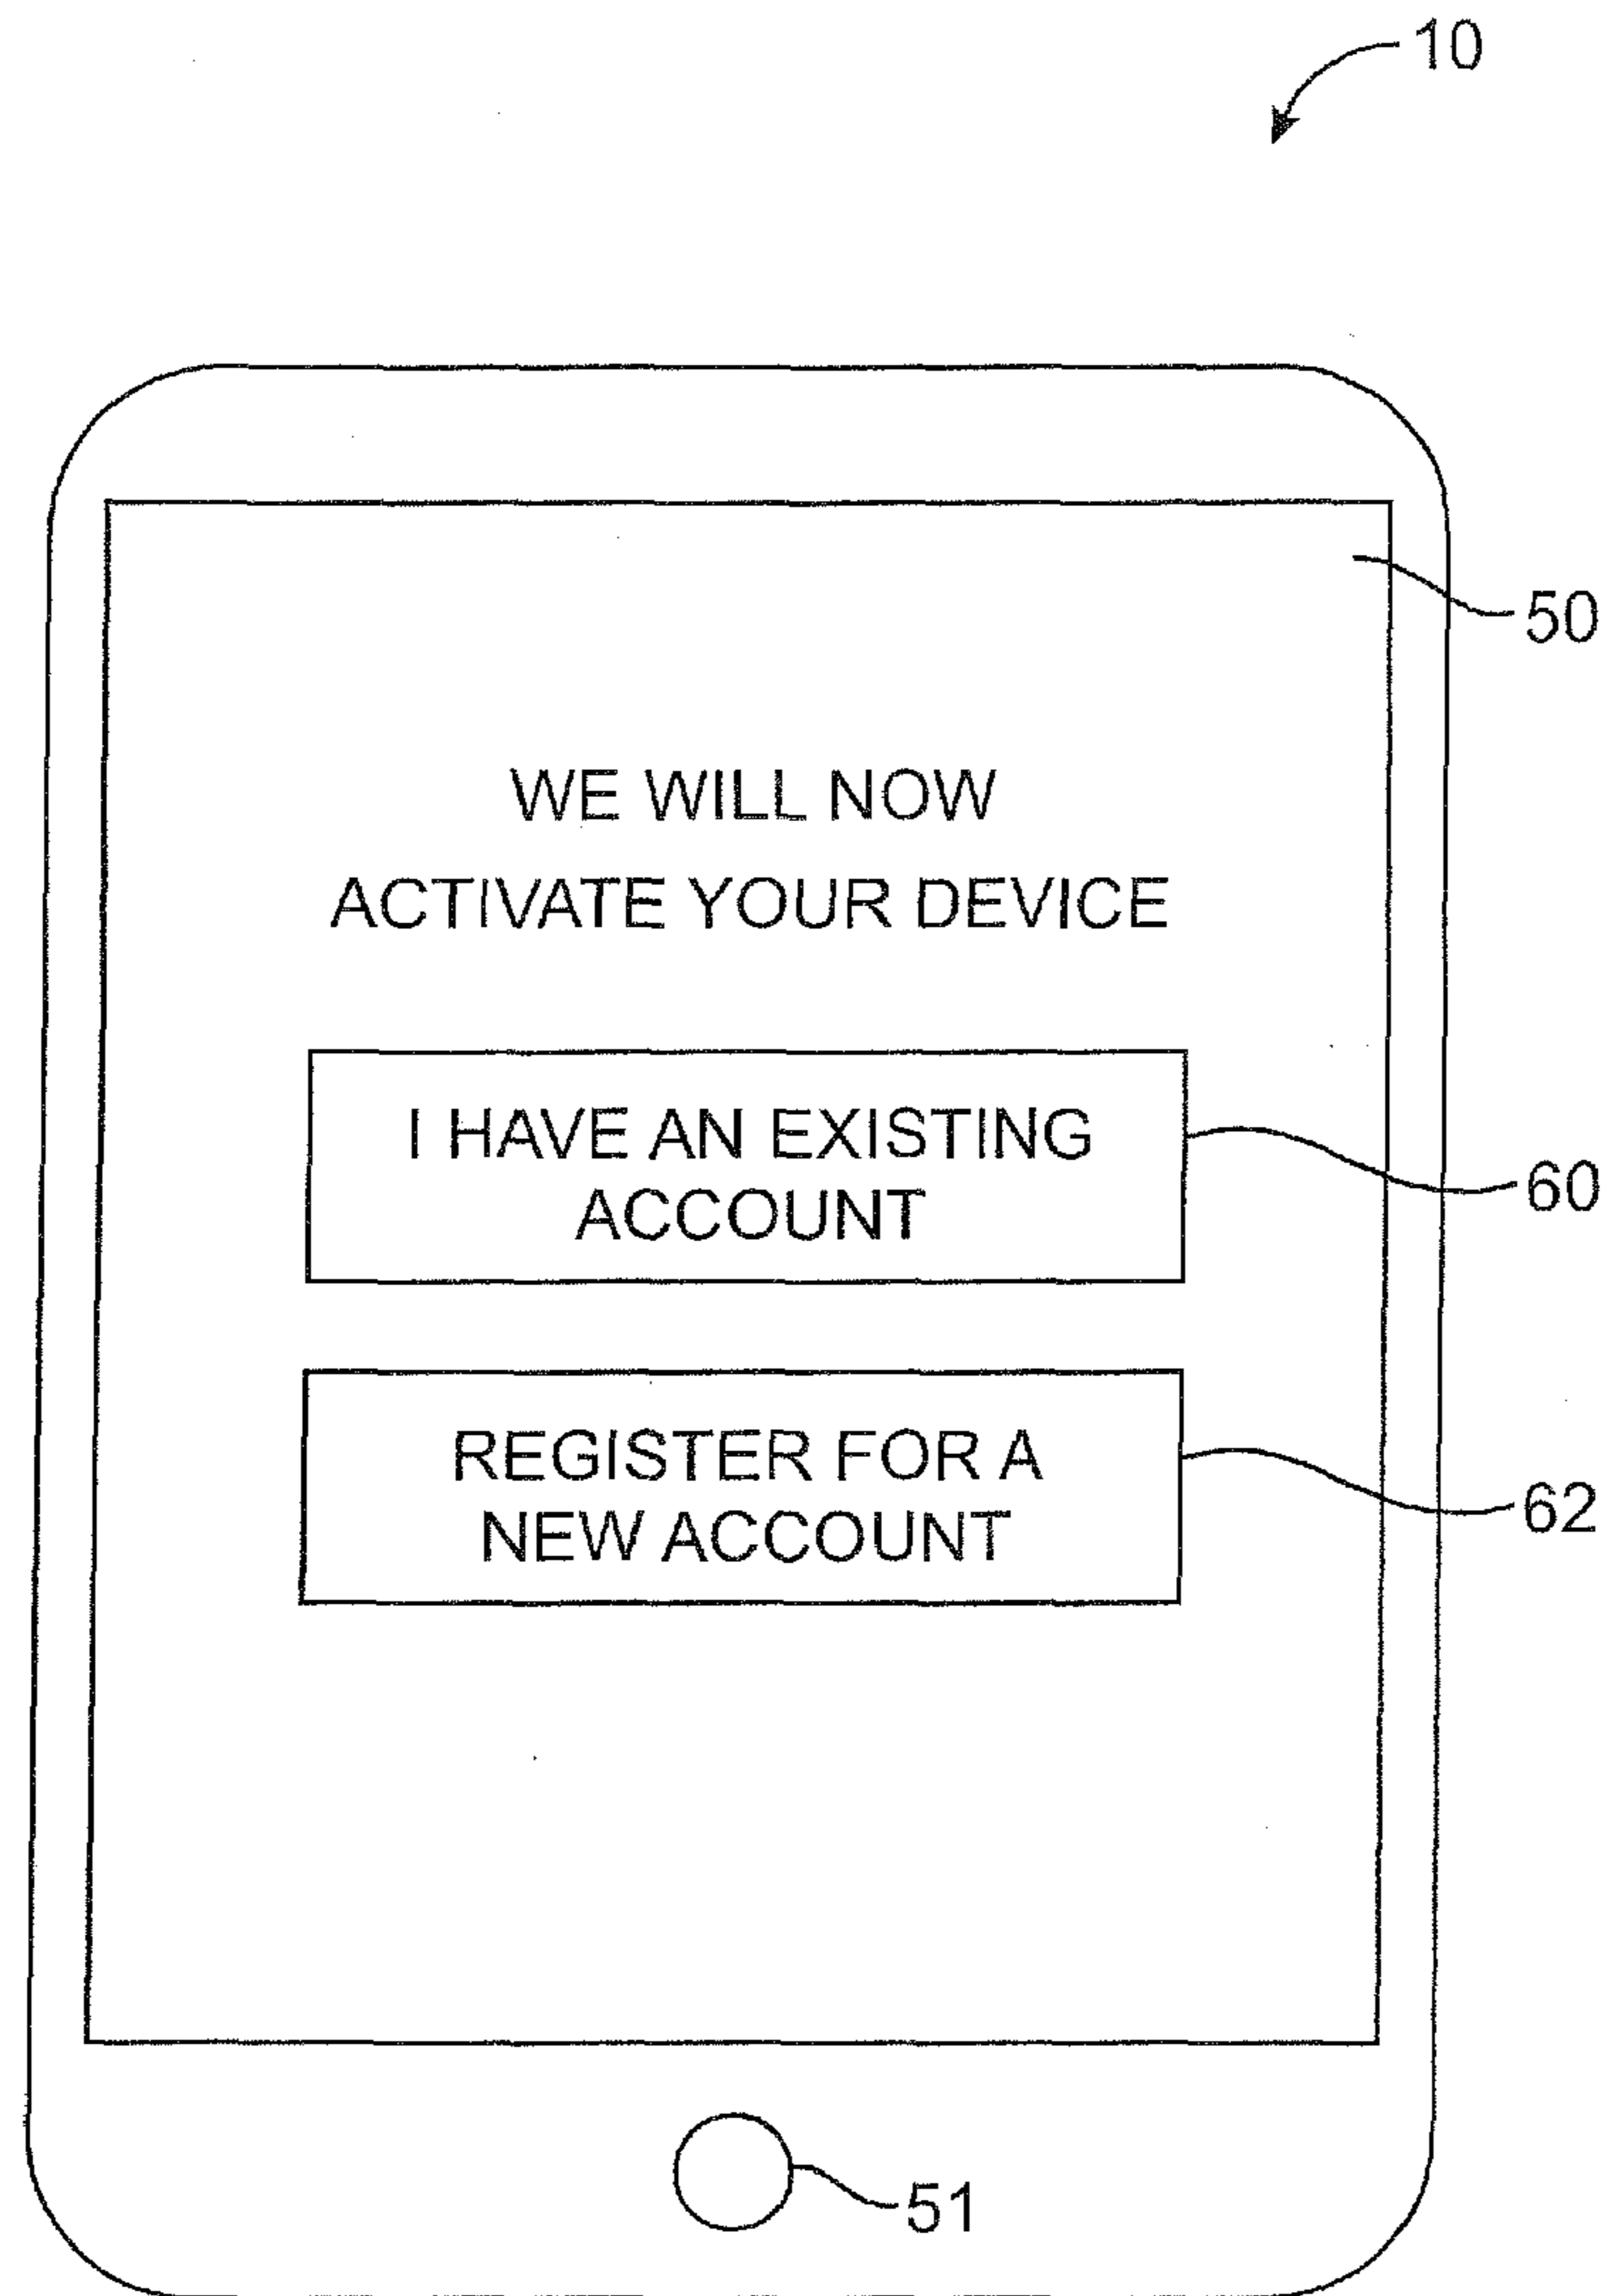 10
50
WE WILL NOW
ACTIVATE YOUR DEVICE
I HAVE AN EXISTING
ACCOUNT
60
REGISTER FOR A
NEW ACCOUNT
62
51